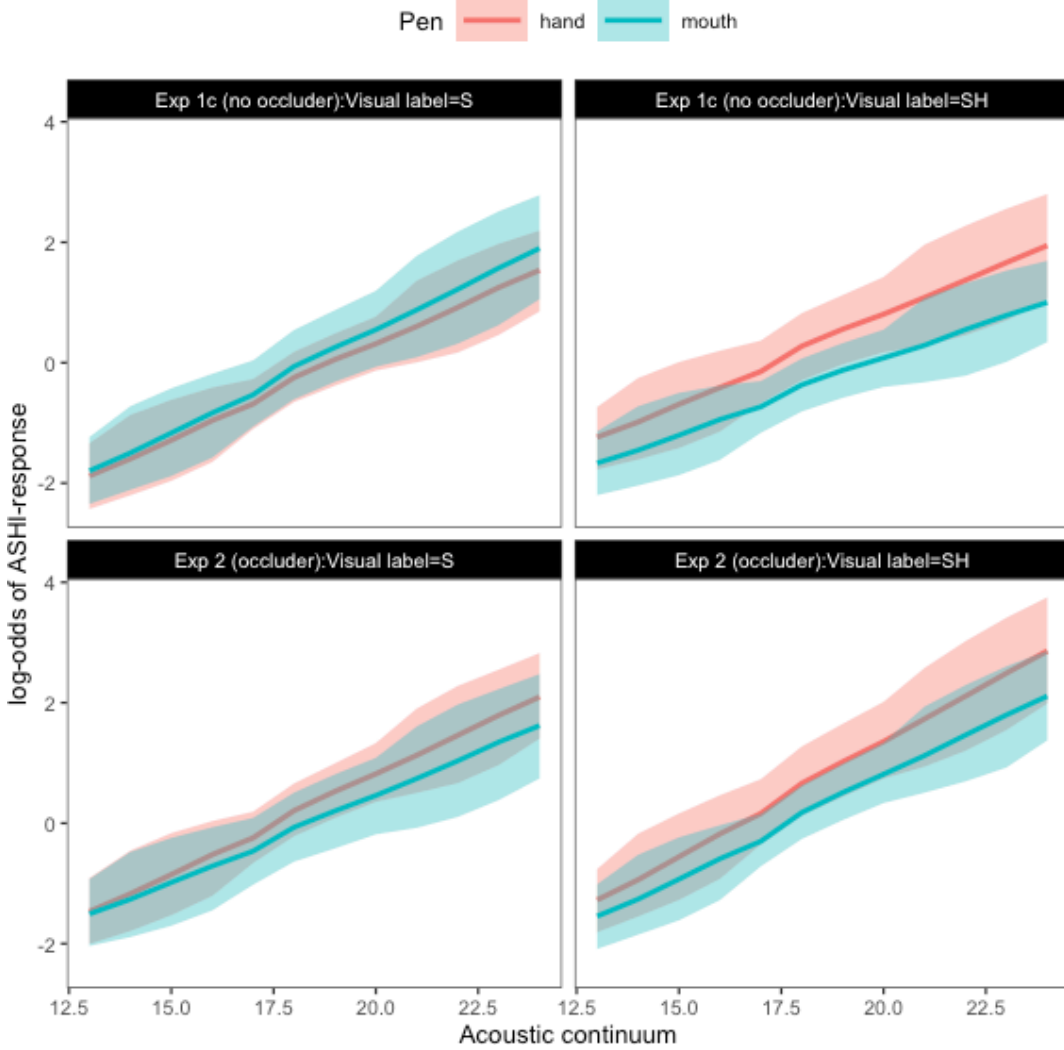 Pen hand mouth
Exp 1c (no occluder):Visual label=S
Exp 1c (no occluder):Visual label=SH
4
2
0
-2
Exp 2 (occluder):Visual label=S
Exp 2 (occluder):Visual label=SH
4
2
0
-2
log-odds of ASHI-response
12.5 15.0 17.5 20.0 22.5 12.5 15.0 17.5 20.0 22.5
Acoustic continuum